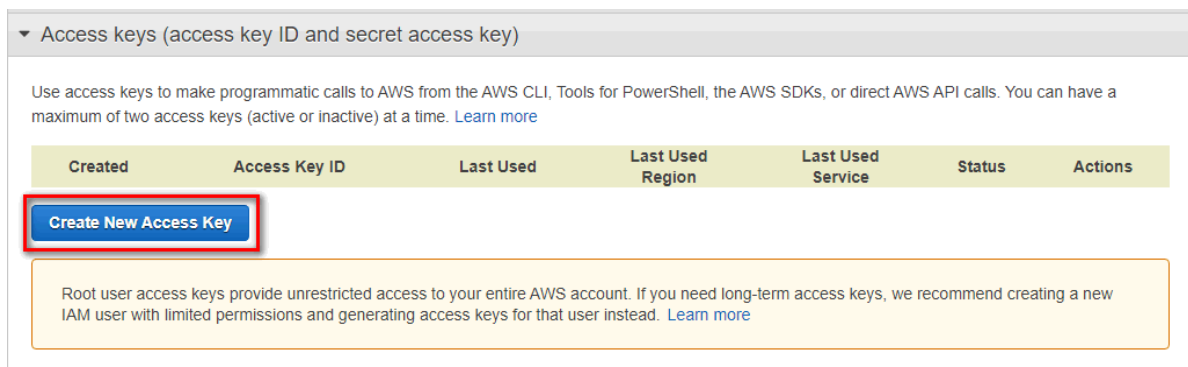 Access keys (access key ID and secret access key)
Use access keys to make programmatic calls to AWS from the AWS CLI, Tools for PowerShell, the AWS SDKs, or direct AWS API calls. You can have a
maximum of two access keys (active or inactive) at a time. Learn more
Created Access Key ID Last Used Last Used Region Last Used Service Status Actions
Create New Access Key
Root user access keys provide unrestricted access to your entire AWS account. If you need long-term access keys, we recommend creating a new
IAM user with limited permissions and generating access keys for that user instead. Learn more